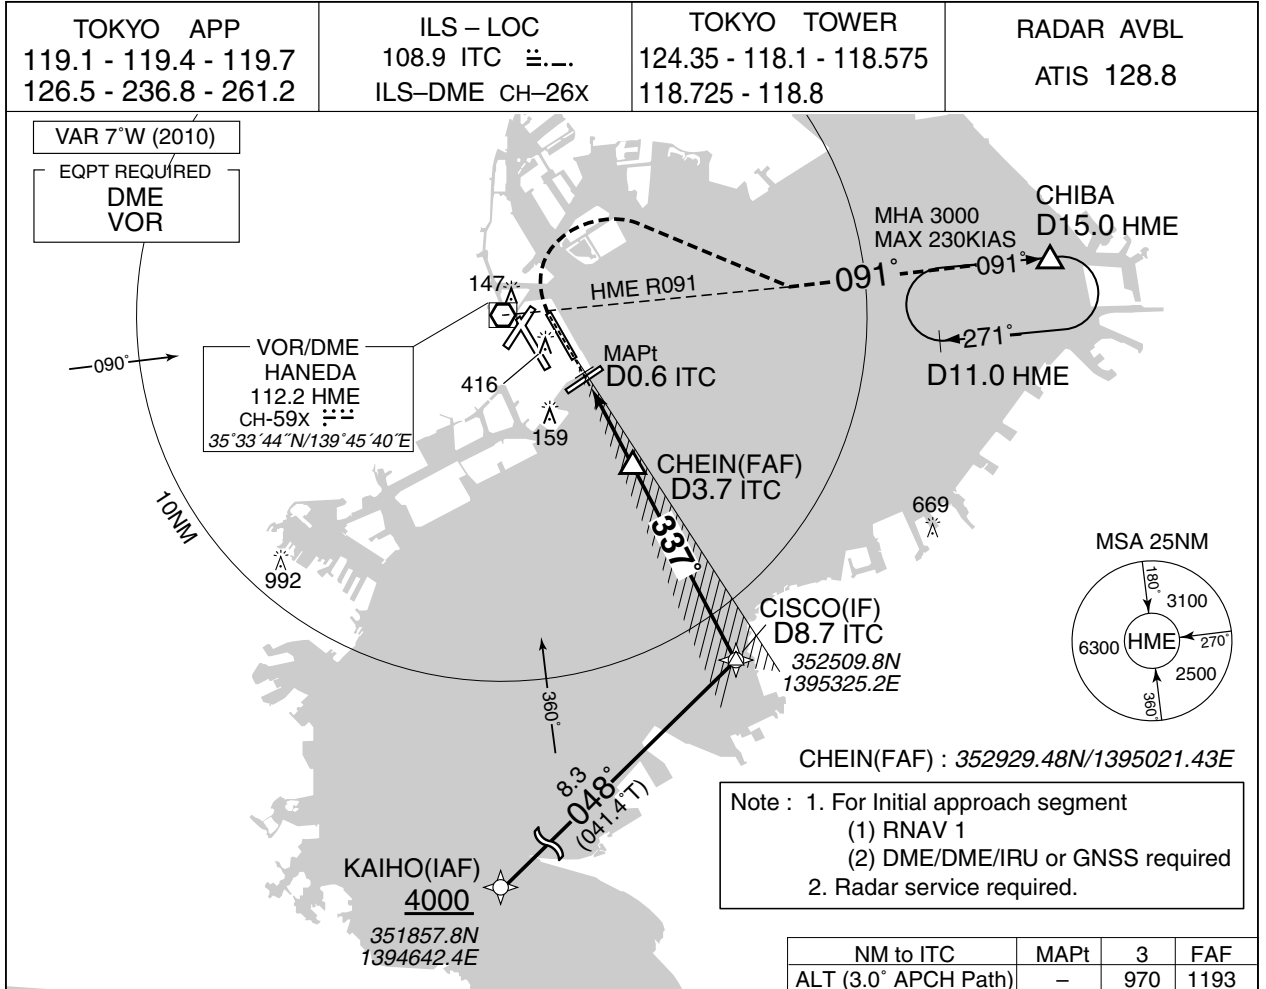 TOKYO APP
119.1 - 119.4 - 119.7
126.5 - 236.8 - 261.2
ILS – LOC
108.9 ITC
ILS–DME CH–26X
TOKYO TOWER
124.35 - 118.1 - 118.575
118.725 - 118.8
RADAR AVBL
ATIS 128.8
VAR 7°W (2010)
EQPT REQUIRED
DME
VOR
CHIBA
D15.0 HME
MHA 3000
MAX 230KIAS
091°
091°
HME R091
271°
D11.0 HME
147
090°
VOR/DME
HANEDA
112.2 HME
CH-59X
35°33´44˝N/139°45´40˝E
416
159
MAPt
D0.6 ITC
CHEIN(FAF)
D3.7 ITC
337°
10NM
992
669
CISCO(IF)
D8.7 ITC
352509.8N
1395325.2E
MSA 25NM
180°
3100
6300
HME
270°
2500
360°
360°
8.3
048°
(041.4°T)
KAIHO(IAF)
4000
351857.8N
1394642.4E
CHEIN(FAF) : 352929.48N/1395021.43E
Note : 1. For Initial approach segment
(1) RNAV 1
(2) DME/DME/IRU or GNSS required
2. Radar service required.
NM to ITC MAPt 3 FAF
ALT (3.0° APCH Path) – 970 1193